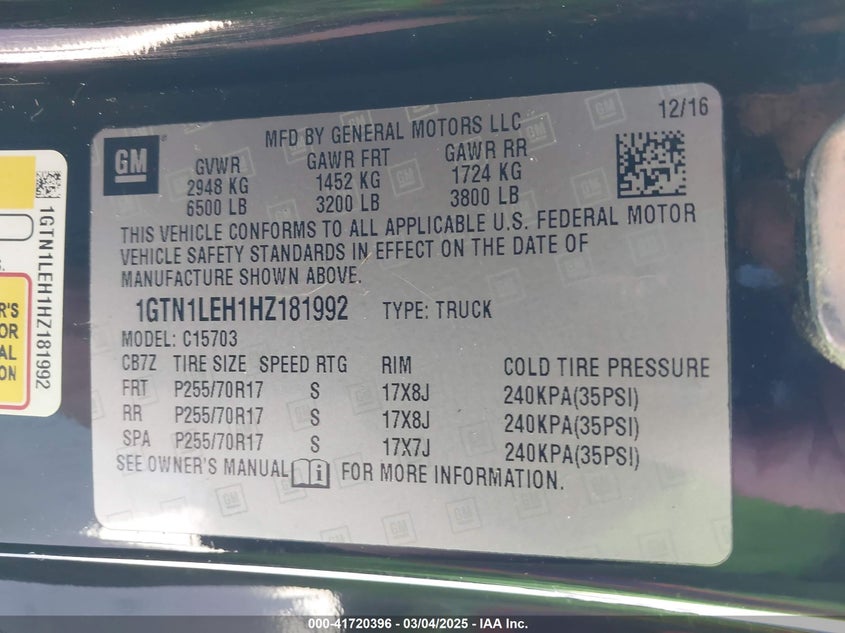 12/16
MFD BY GENERAL MOTORS LLC
GM
GVWR GAWR FRT GAWR RR
2948 KG 1452 KG 1724 KG
6500 LB 3200 LB 3800 LB
THIS VEHICLE CONFORMS TO ALL APPLICABLE U.S. FEDERAL MOTOR
VEHICLE SAFETY STANDARDS IN EFFECT ON THE DATE OF
MANUFACTURE SHOWN ABOVE.
1GTN1LEH1HZ181992 TYPE: TRUCK
MODEL: C15703
CB7Z TIRE SIZE SPEED RTG RIM COLD TIRE PRESSURE
FRT P255/70R17 S 17X8J 240KPA(35PSI)
RR P255/70R17 S 17X8J 240KPA(35PSI)
SPA P255/70R17 S 17X7J 240KPA(35PSI)
SEE OWNER'S MANUAL FOR MORE INFORMATION.
1GTN1LEH1HZ181992
000-41720396 - 03/04/2025 - IAA Inc.